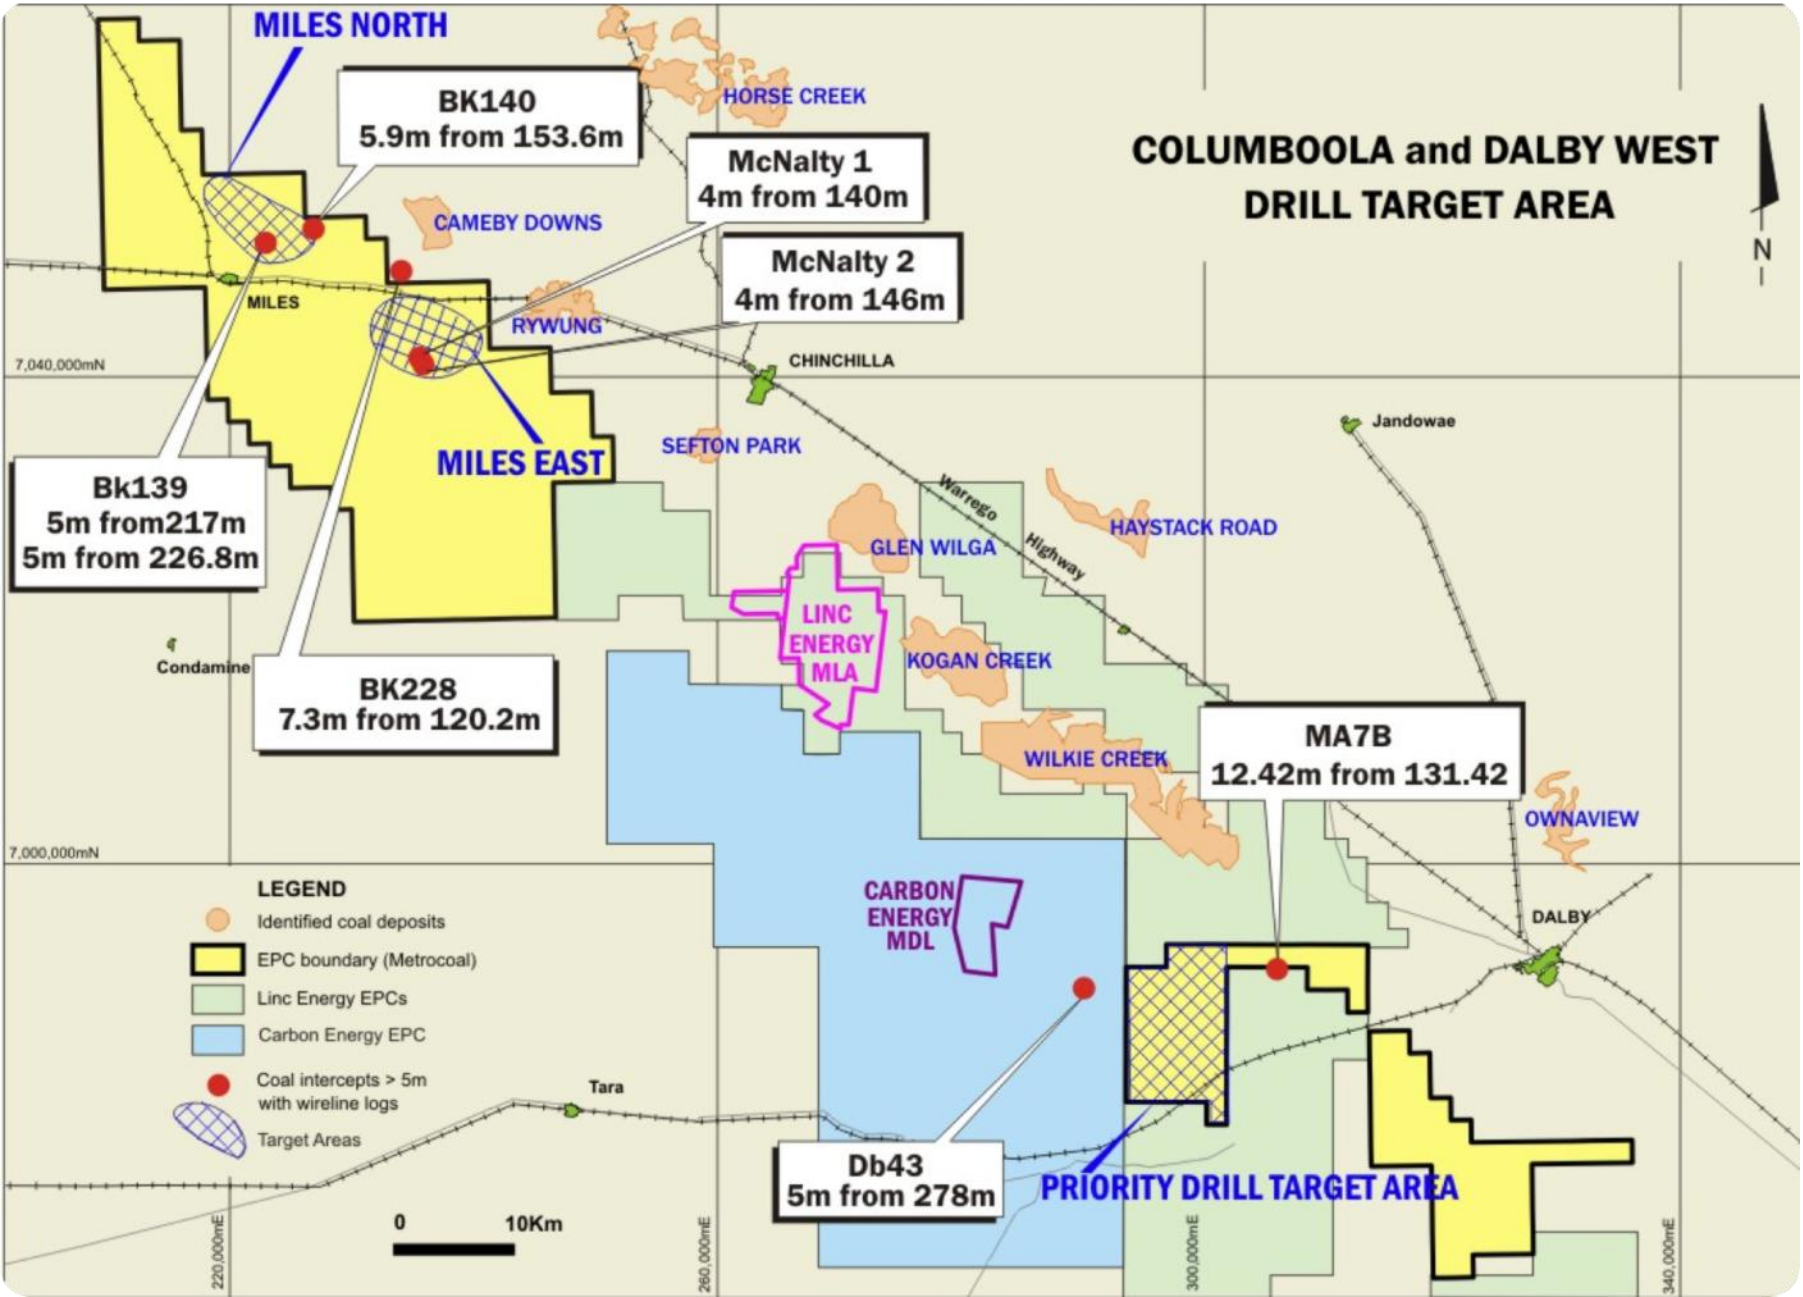 MILES NORTH
BK140
5.9m from 153.6m
HORSE CREEK
McNalty 1
4m from 140m
COLUMBOOLA and DALBY WEST
DRILL TARGET AREA
N
CAMEBY DOWNS
McNalty 2
4m from 146m
MILES
RYWUNG
7,040,000mN
CHINCHILLA
Jandowae
MILES EAST
SEFTON PARK
Bk139
5m from217m
5m from 226.8m
Warrego
Highway
HAYSTACK ROAD
GLEN WILGA
LINC
ENERGY
MLA
KOGAN CREEK
Condamine
BK228
7.3m from 120.2m
WILKIE CREEK
MA7B
12.42m from 131.42
OWNAVIEW
7,000,000mN
CARBON
ENERGY
MDL
DALBY
LEGEND
Identified coal deposits
EPC boundary (Metrocoal)
Linc Energy EPCs
Carbon Energy EPC
Coal intercepts > 5m
with wireline logs
Target Areas
Tara
Db43
5m from 278m
PRIORITY DRILL TARGET AREA
0 10Km
220,000mE
260,000mE
300,000mE
340,000mE